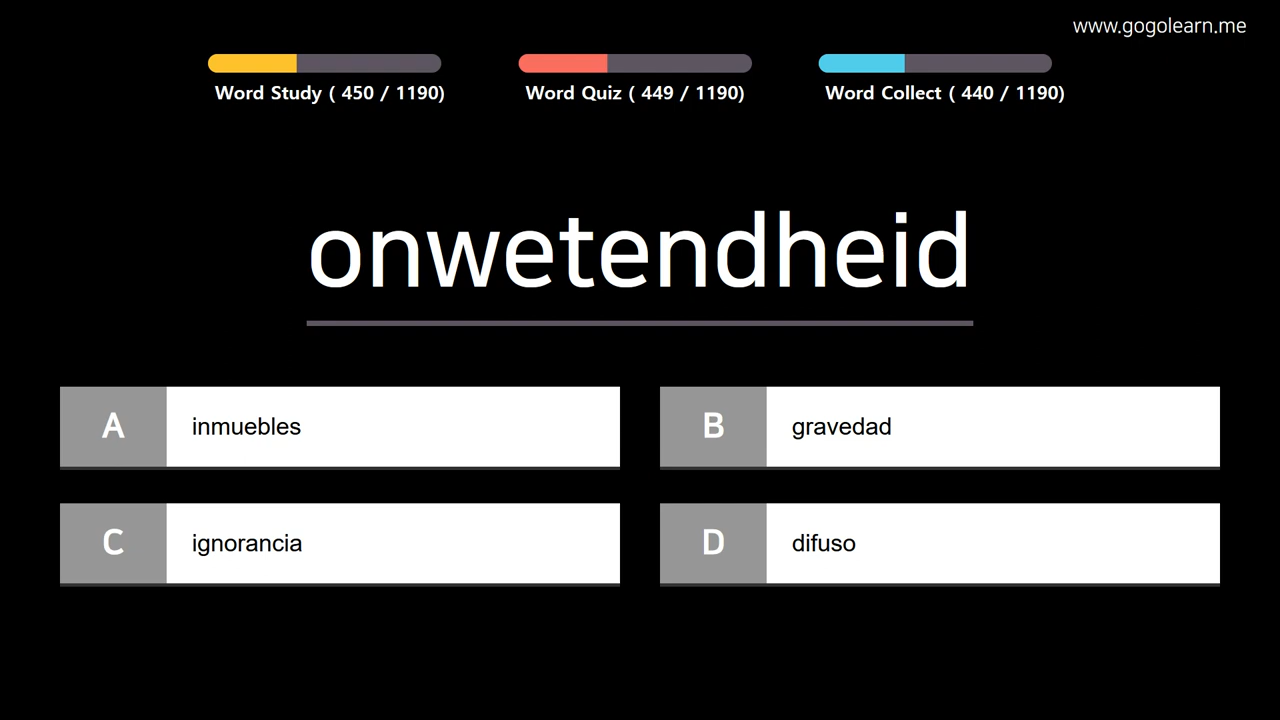 www.gogolearn.me
Word Study ( 450 / 1190)
Word Quiz ( 449 / 1190)
Word Collect ( 440 / 1190)
onwetendheid
A inmuebles
B gravedad
C ignorancia
D difuso